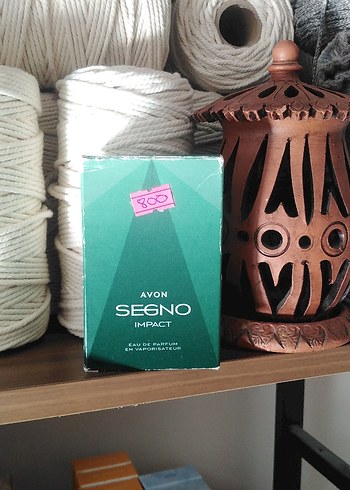 800
AVON
SEGNO
IMPACT
EAU DE PARFUM
EN VAPORISATEUR